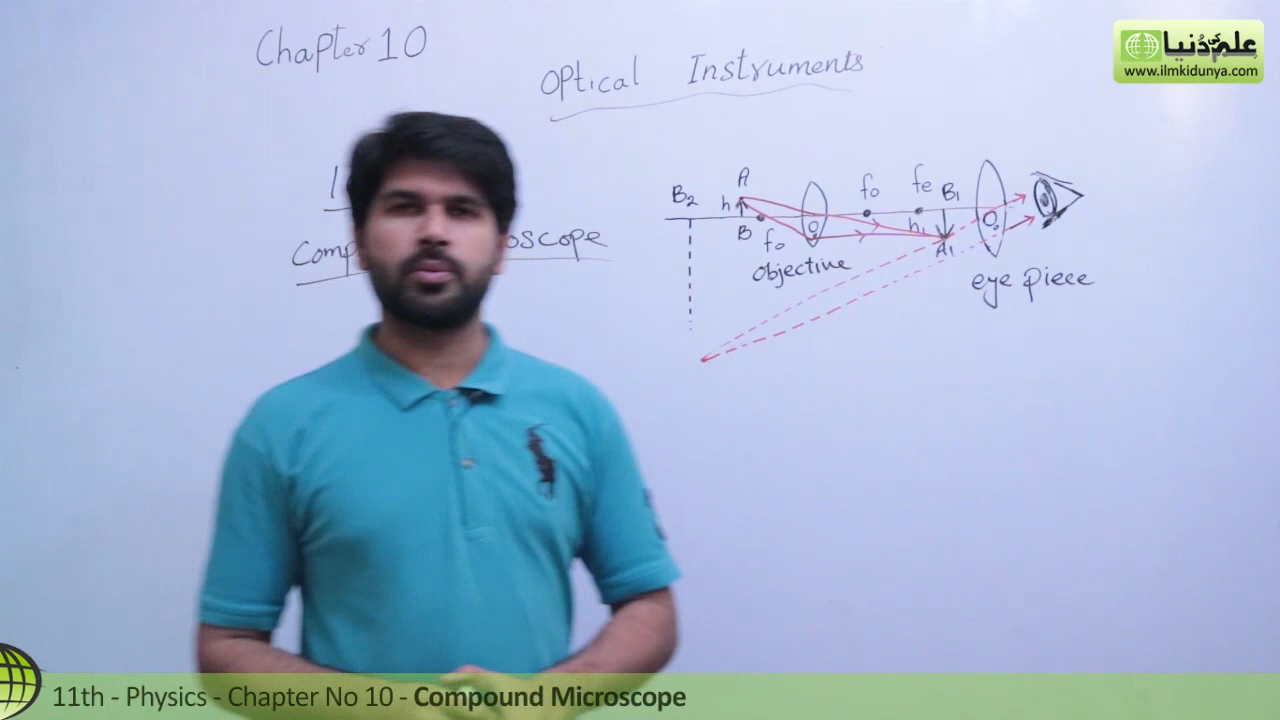 Chapter 10
Optical Instruments
علم کی دنیا
www.ilmkidunya.com
B2 A h B fo O fo fe h1 B1 A1 O
Objective
eye piece
11th - Physics - Chapter No 10 - Compound Microscope